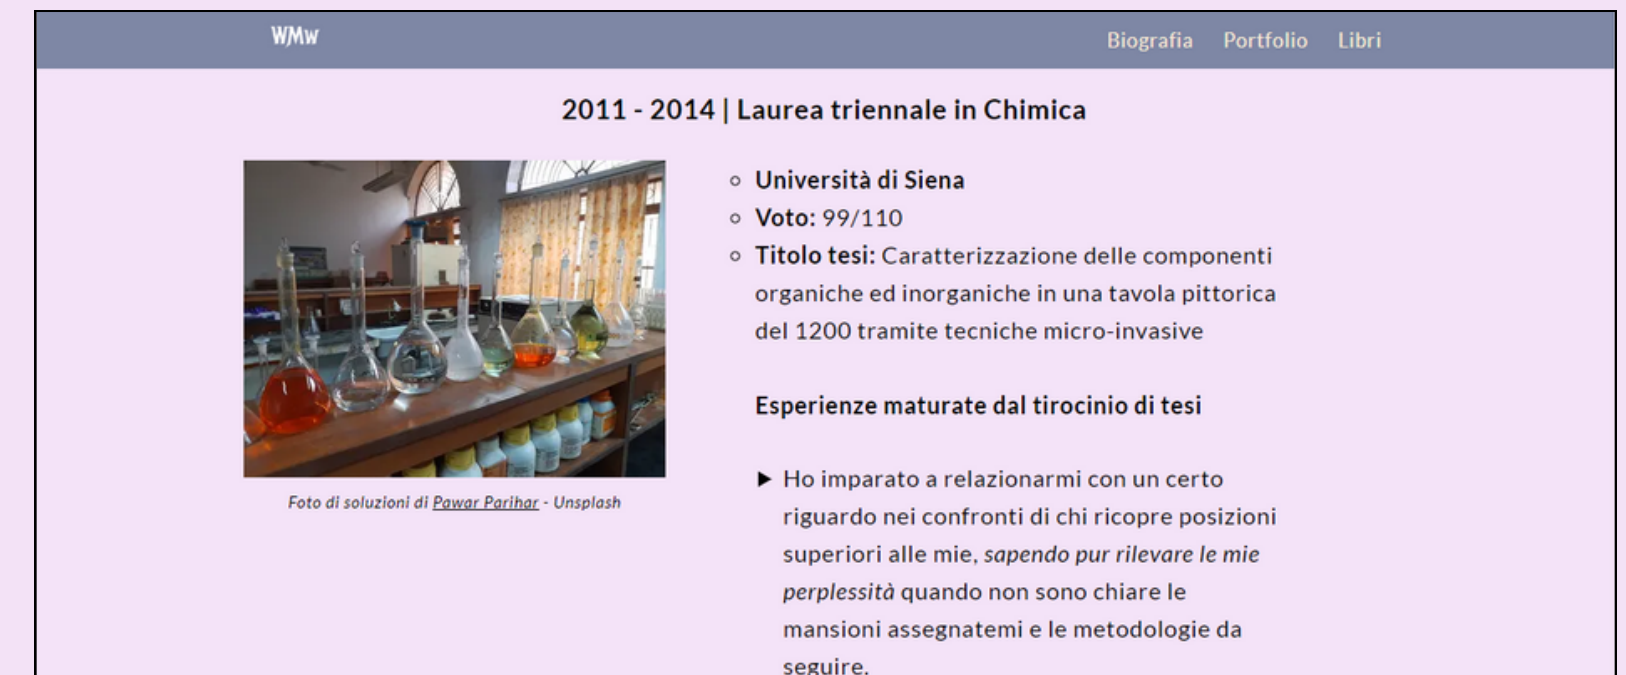 WMw
Biografia Portfolio Libri
2011 - 2014 | Laurea triennale in Chimica
Università di Siena
Voto: 99/110
Titolo tesi: Caratterizzazione delle componenti
organiche ed inorganiche in una tavola pittorica
del 1200 tramite tecniche micro-invasive
Foto di soluzioni di Pawar Parihar - Unsplash
Esperienze maturate dal tirocinio di tesi
Ho imparato a relazionarmi con un certo
riguardo nei confronti di chi ricopre posizioni
superiori alle mie, sapendo pur rilevare le mie
perplessità quando non sono chiare le
mansioni assegnatemi e le metodologie da
seguire.